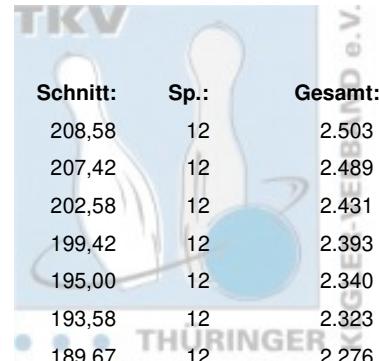 TKV
Schnitt: Sp.: Gesamt:
208,58 12 2.503
207,42 12 2.489
202,58 12 2.431
199,42 12 2.393
195,00 12 2.340
193,58 12 2.323
189,67 12 2.276
THÜRINGER
KEGLER-VERBAND e.V.